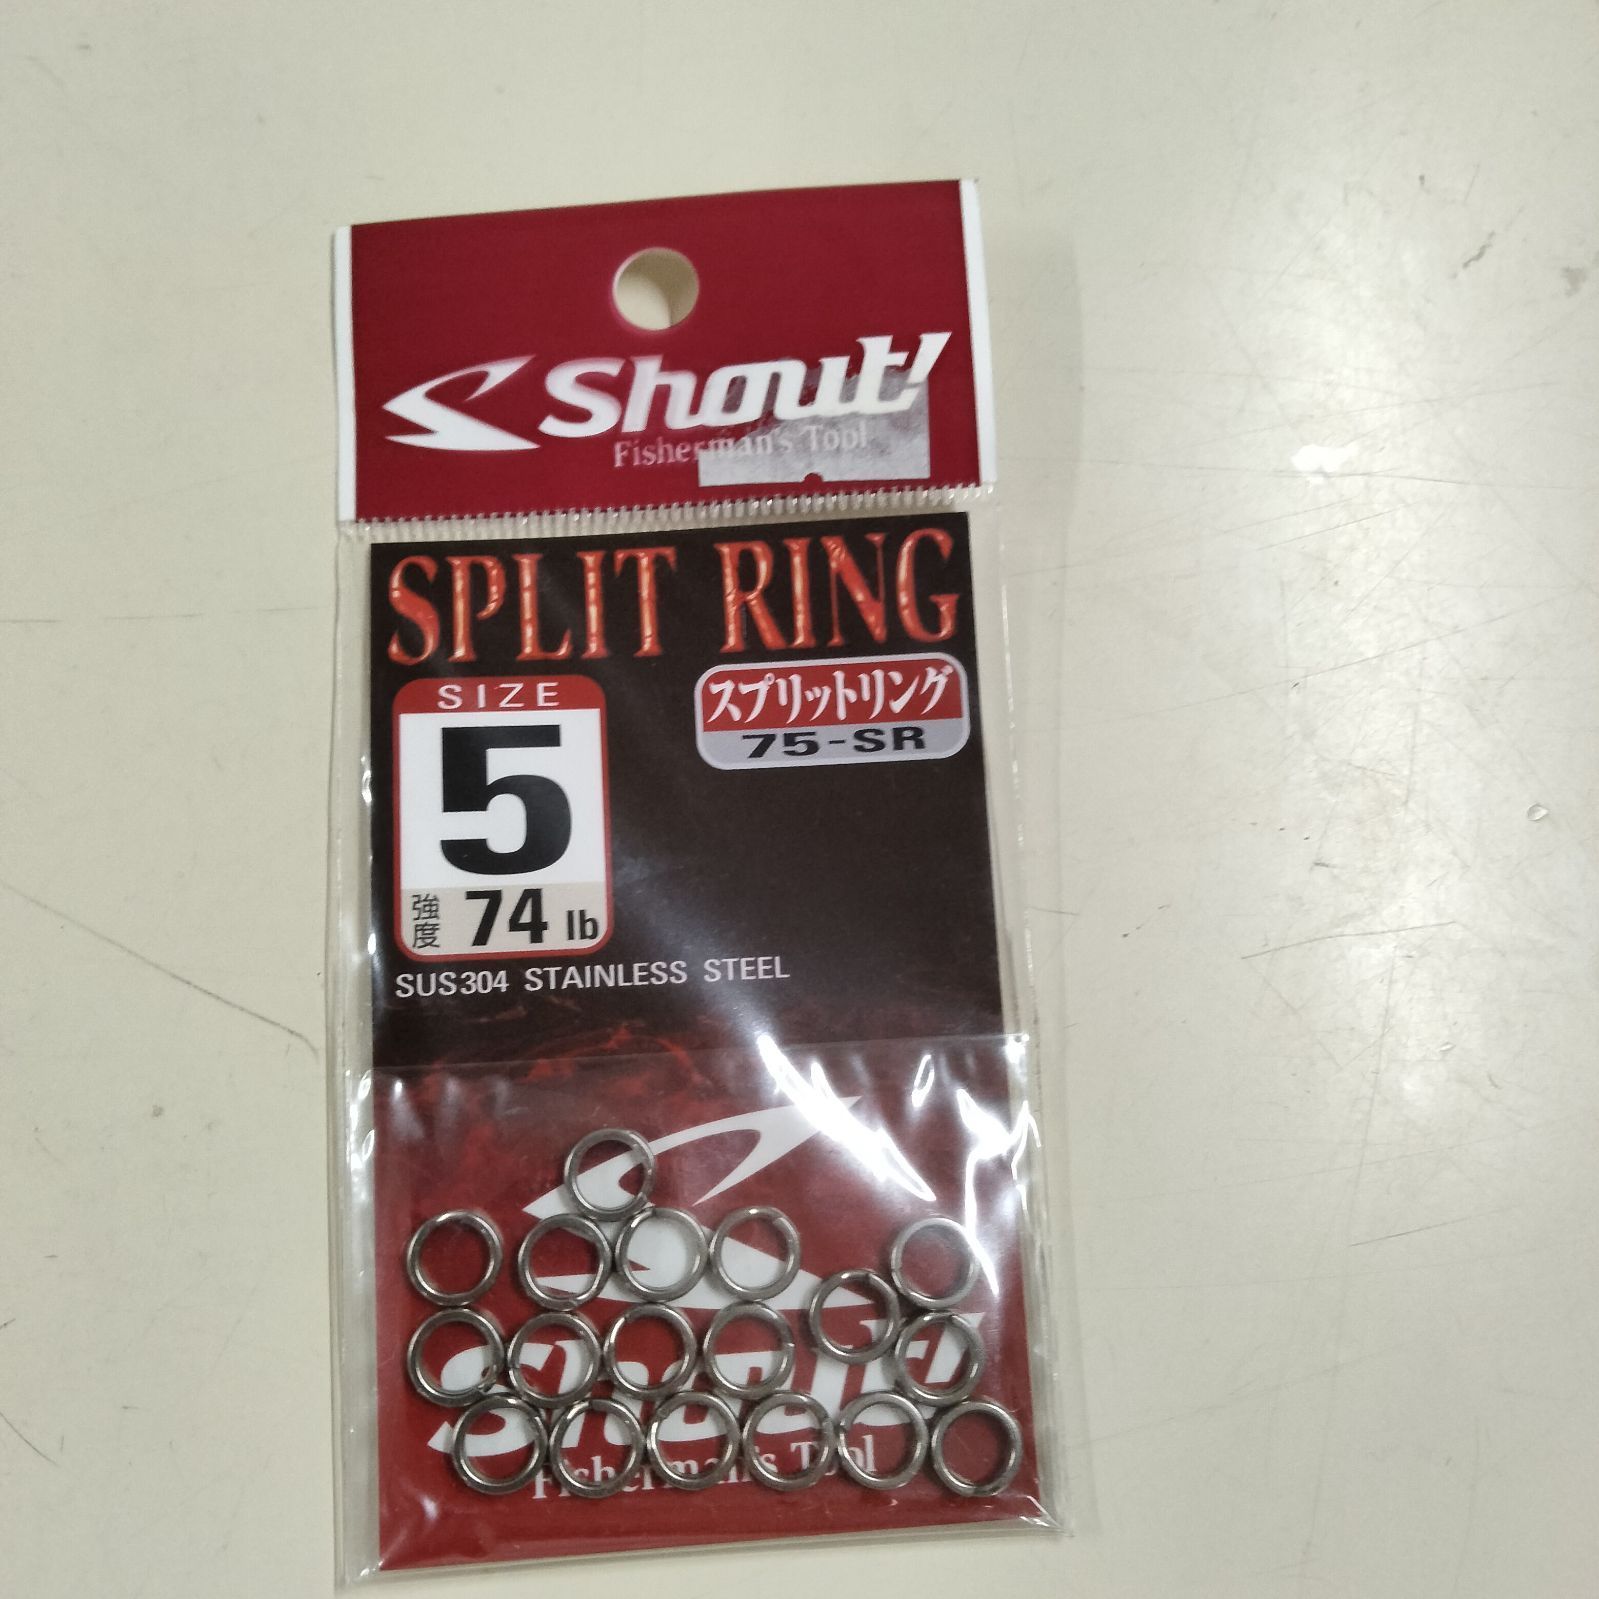 Shout!
Fisherman's Tool
SPLIT RING
SIZE
5
強度 74 lb
スプリットリング
75-SR
SUS304 STAINLESS STEEL
Shout!
Fisherman's Tool